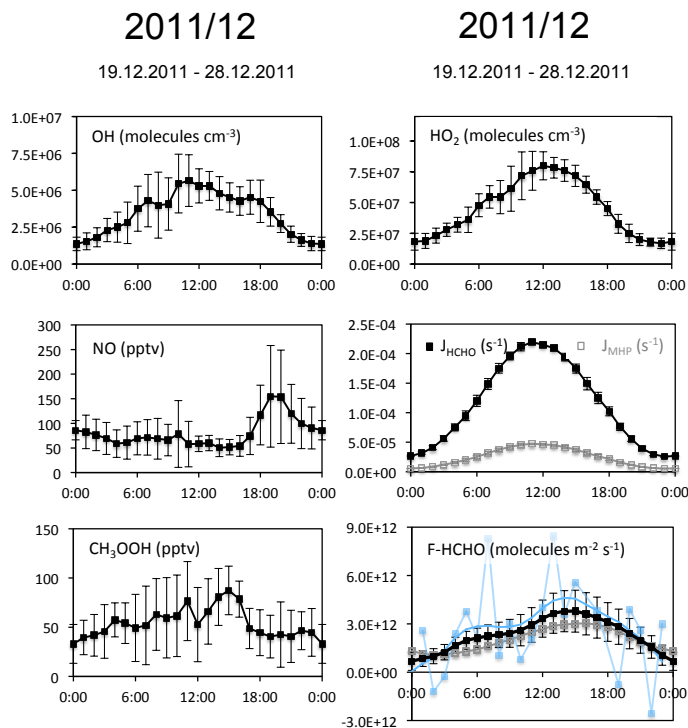 2011/12
19.12.2011 - 28.12.2011
2011/12
19.12.2011 - 28.12.2011
OH (molecules cm⁻³)
1.0E+07
7.5E+06
5.0E+06
2.5E+06
0.0E+00
0:00 6:00 12:00 18:00 0:00
HO₂ (molecules cm⁻³)
1.0E+08
7.5E+07
5.0E+07
2.5E+07
0.0E+00
0:00 6:00 12:00 18:00 0:00
NO (pptv)
300
250
200
150
100
50
0
0:00 6:00 12:00 18:00 0:00
J_HCHO (s⁻¹) J_MHP (s⁻¹)
2.5E-04
2.0E-04
1.5E-04
1.0E-04
5.0E-05
0.0E+00
0:00 6:00 12:00 18:00 0:00
CH₃OOH (pptv)
150
100
50
0
0:00 6:00 12:00 18:00 0:00
F-HCHO (molecules m⁻² s⁻¹)
9.0E+12
6.0E+12
3.0E+12
0.0E+00
-3.0E+12
0:00 6:00 12:00 18:00 0:00